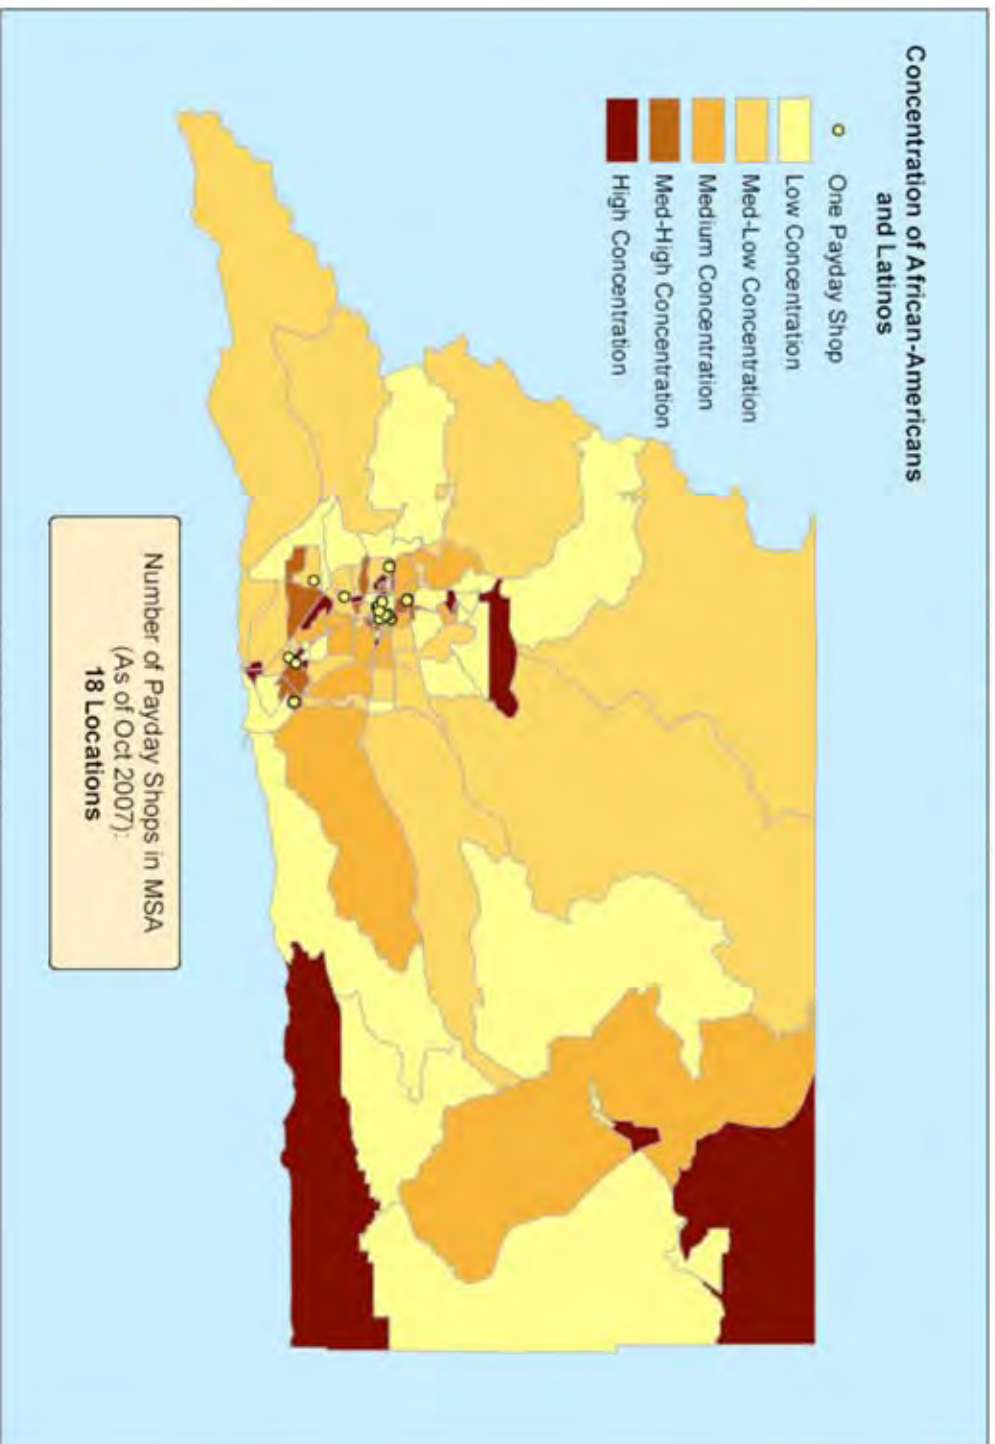 Concentration of African-Americans
and Latinos
One Payday Shop
Low Concentration
Med-Low Concentration
Medium Concentration
Med-High Concentration
High Concentration
Number of Payday Shops in MSA
(As of Oct 2007):
18 Locations